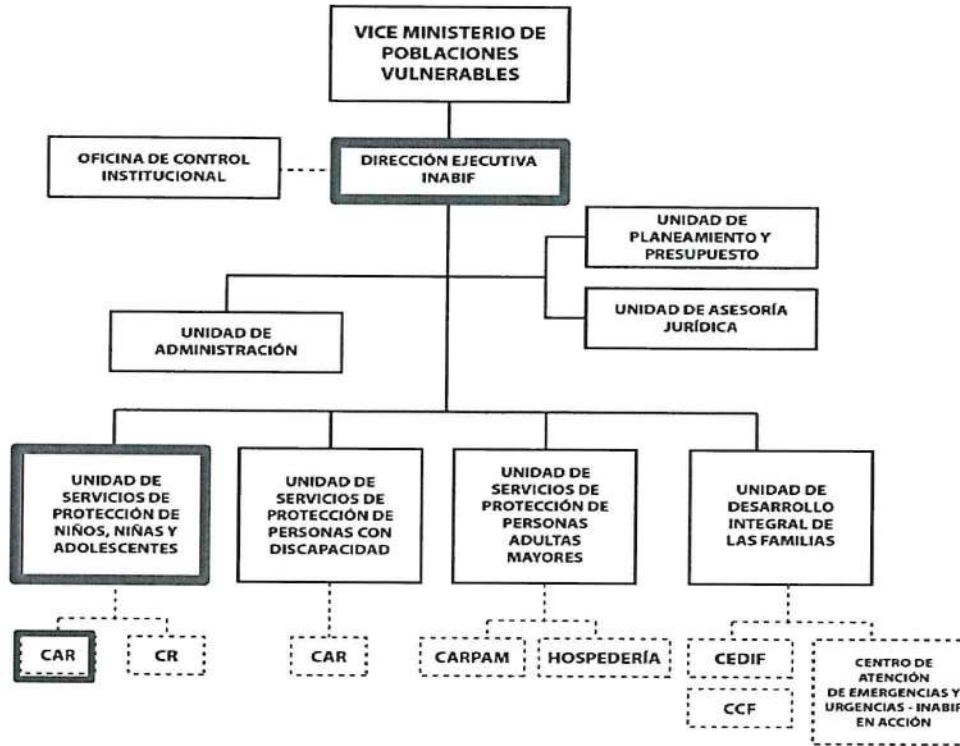 VICE MINISTERIO DE
POBLACIONES
VULNERABLES
OFICINA DE CONTROL
INSTITUCIONAL
DIRECCIÓN EJECUTIVA
INABIF
UNIDAD DE
PLANEAMIENTO Y
PRESUPUESTO
UNIDAD DE ASESORÍA
JURÍDICA
UNIDAD DE
ADMINISTRACIÓN
UNIDAD DE
SERVICIOS DE
PROTECCIÓN DE
NIÑOS, NIÑAS Y
ADOLESCENTES
UNIDAD DE
SERVICIOS DE
PROTECCIÓN DE
PERSONAS CON
DISCAPACIDAD
UNIDAD DE
SERVICIOS DE
PROTECCIÓN DE
PERSONAS
ADULTAS
MAYORES
UNIDAD DE
DESARROLLO
INTEGRAL DE
LAS FAMILIAS
CAR
CR
CAR
CARPAM
HOSPEDERÍA
CEDIF
CCF
CENTRO DE
ATENCIÓN
DE EMERGENCIAS Y
URGENCIAS - INABIF
EN ACCIÓN